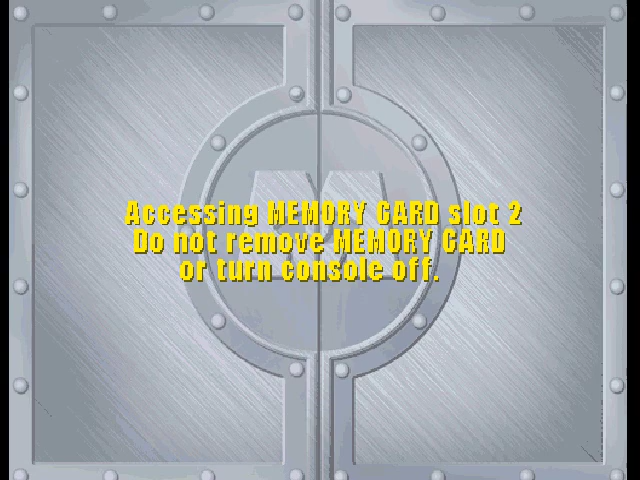 Accessing MEMORY CARD slot 2
Do not remove MEMORY CARD
or turn console off.